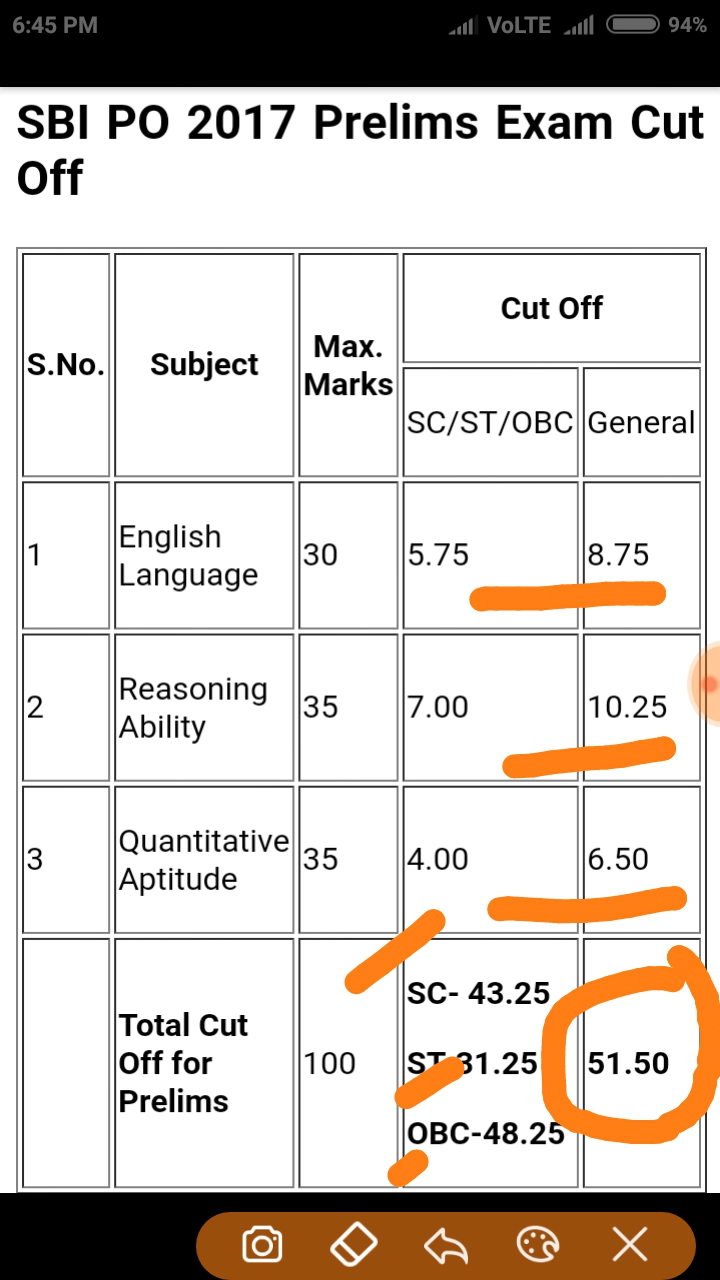 6:45 PM VoLTE 94%
SBI PO 2017 Prelims Exam Cut
Off
S.No. Subject Max. Marks Cut Off
SC/ST/OBC General
1 English Language 30 5.75 8.75
2 Reasoning Ability 35 7.00 10.25
3 Quantitative Aptitude 35 4.00 6.50
Total Cut Off for Prelims 100 SC- 43.25 51.50
ST-31.25
OBC-48.25